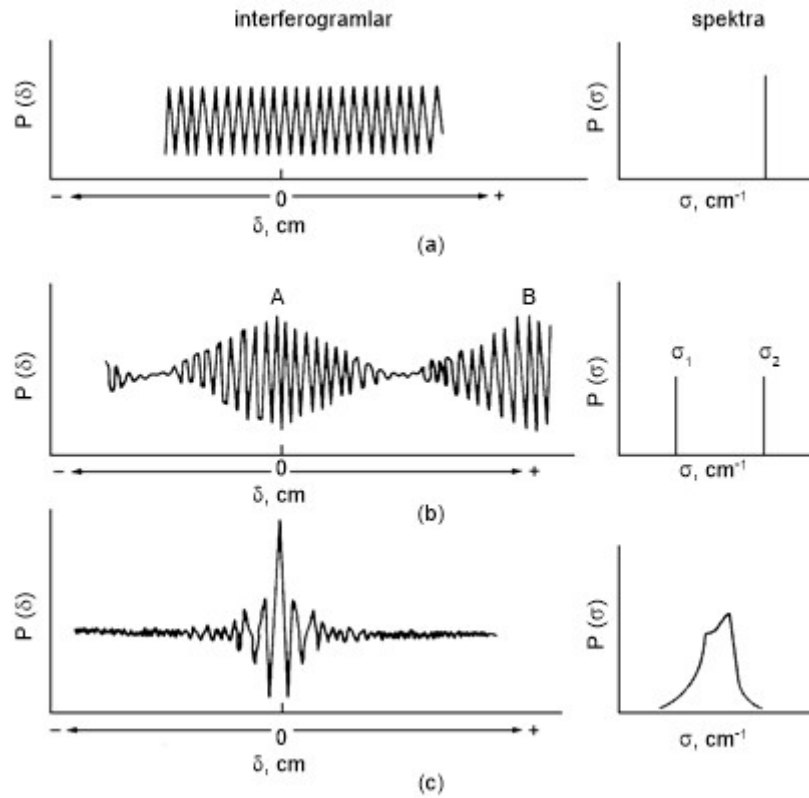 interferogramlar spektra
P (δ)
P (σ)
– 0 +
δ, cm
σ, cm⁻¹
(a)
A B
P (δ)
P (σ)
σ₁ σ₂
– 0 +
δ, cm
σ, cm⁻¹
(b)
P (δ)
P (σ)
– 0 +
δ, cm
σ, cm⁻¹
(c)